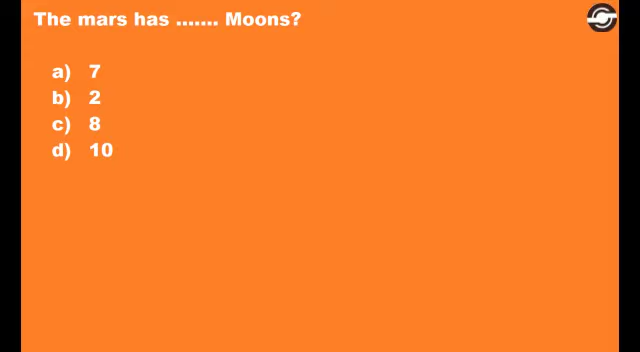 The mars has ....... Moons?
a) 7
b) 2
c) 8
d) 10